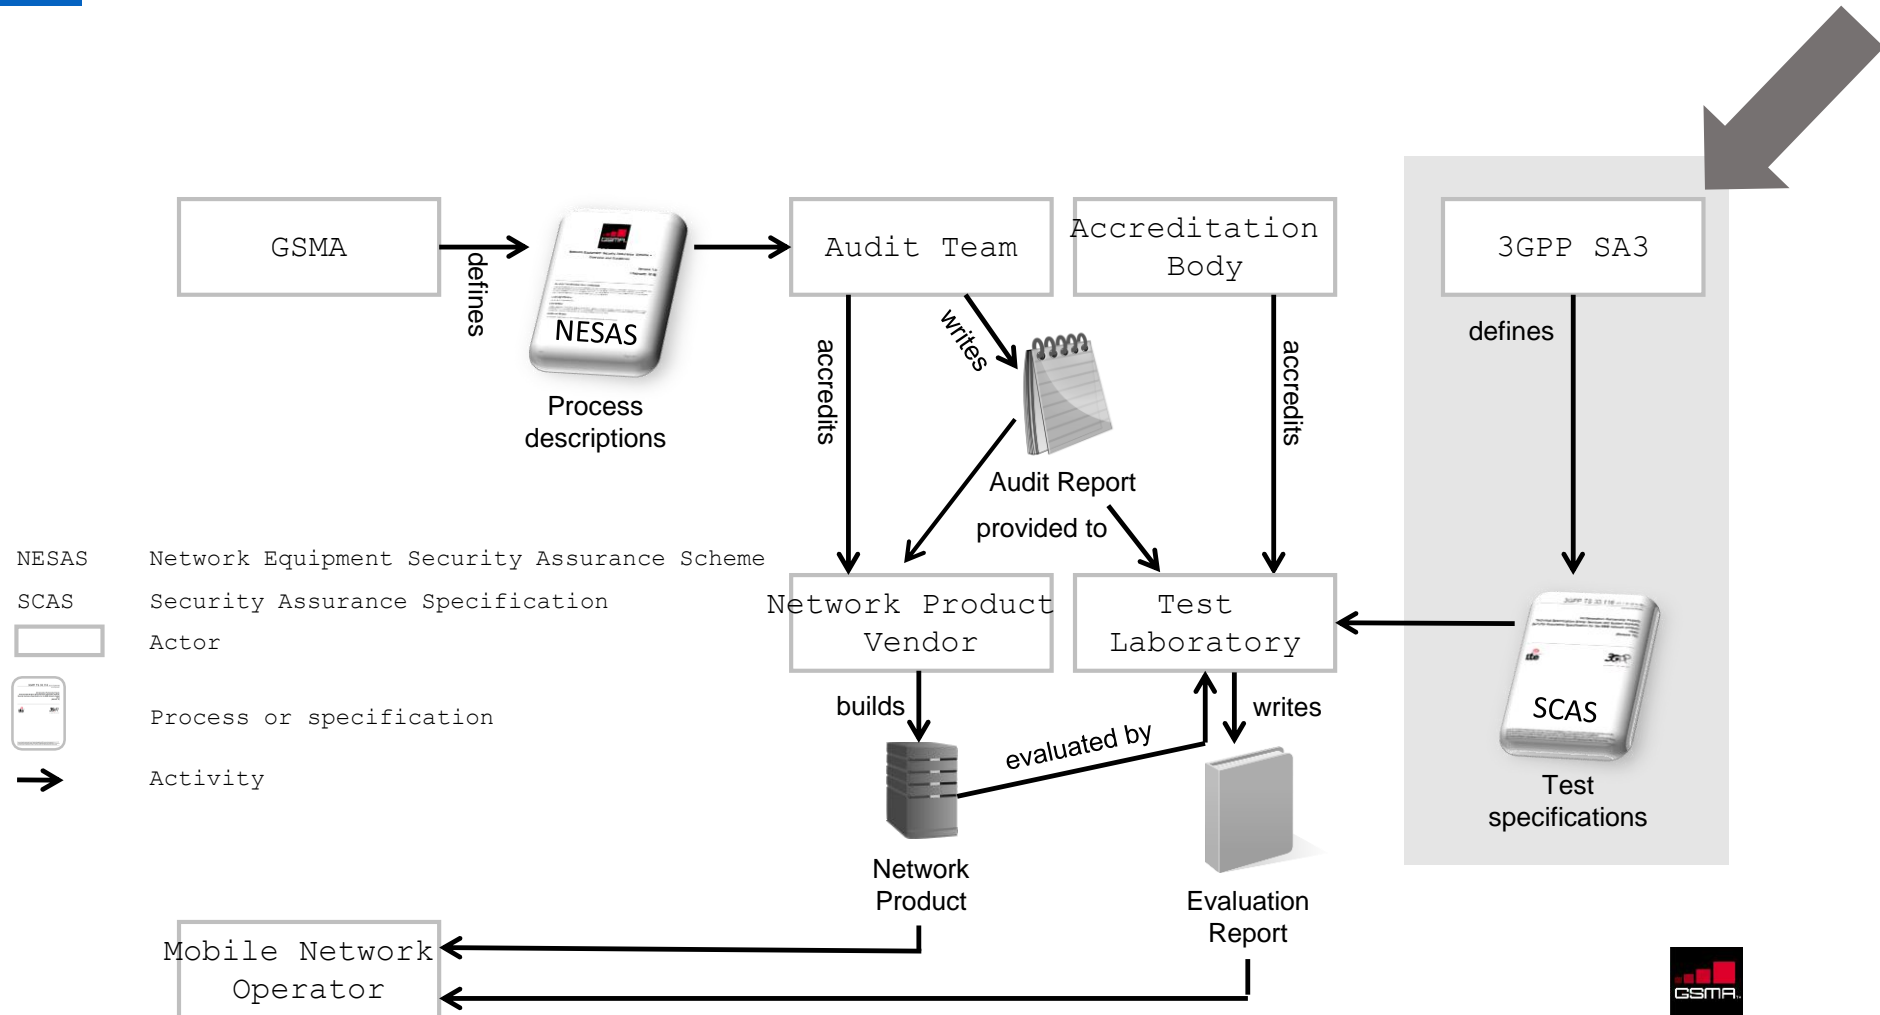 GSMA
defines
GSMA
NESAS
Process
descriptions
Audit Team
accredits
writes
Audit Report
provided to
Accreditation
Body
accredits
3GPP SA3
defines
NESAS Network Equipment Security Assurance Scheme
SCAS Security Assurance Specification
Actor
Process or specification
Activity
Network Product
Vendor
Test
Laboratory
builds
evaluated by
writes
SCAS
Test
specifications
Network
Product
Evaluation
Report
Mobile Network
Operator
GSMA